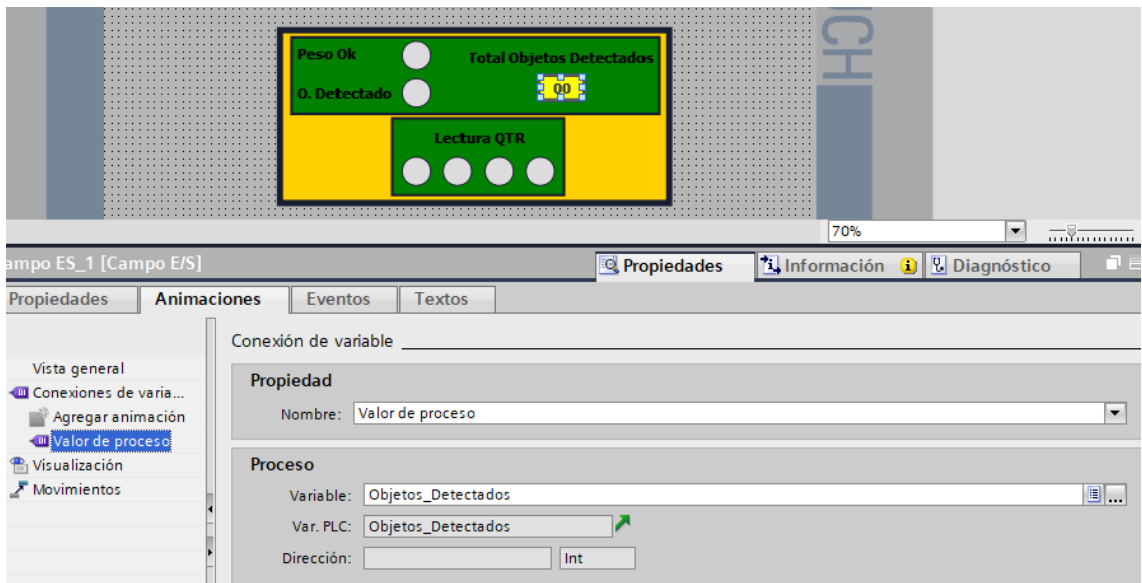 UCH
Peso Ok
Total Objetos Detectados
00
O. Detectado
Lectura QTR
70%
ampo ES_1 [Campo E/S]
Propiedades
Información
Diagnóstico
Propiedades
Animaciones
Eventos
Textos
Conexión de variable
Vista general
Conexiones de varia...
Agregar animación
Valor de proceso
Visualización
Movimientos
Propiedad
Nombre: Valor de proceso
Proceso
Variable: Objetos_Detectados
...
Var. PLC: Objetos_Detectados
Dirección: Int